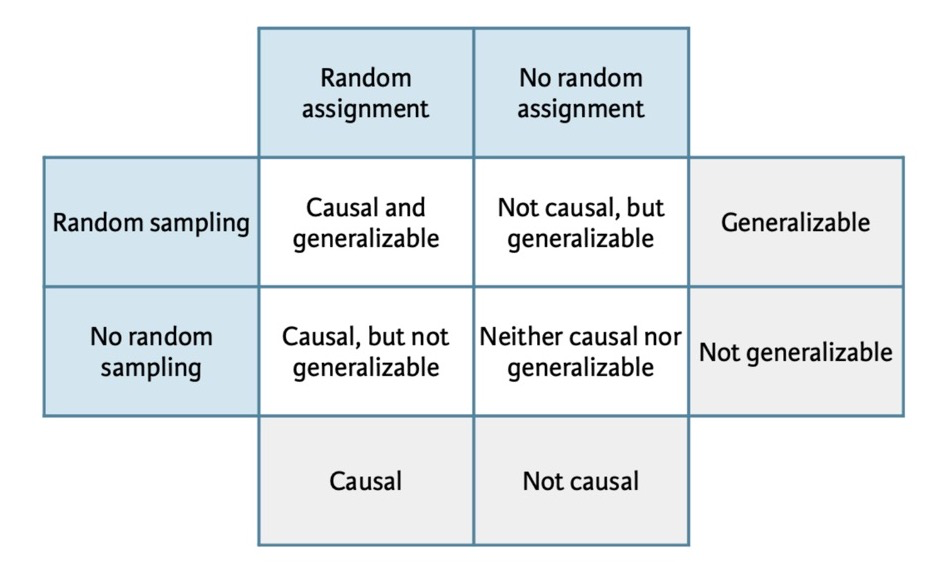 Random
assignment
No random
assignment
Random sampling
Causal and
generalizable
Not causal, but
generalizable
Generalizable
No random
sampling
Causal, but not
generalizable
Neither causal nor
generalizable
Not generalizable
Causal
Not causal